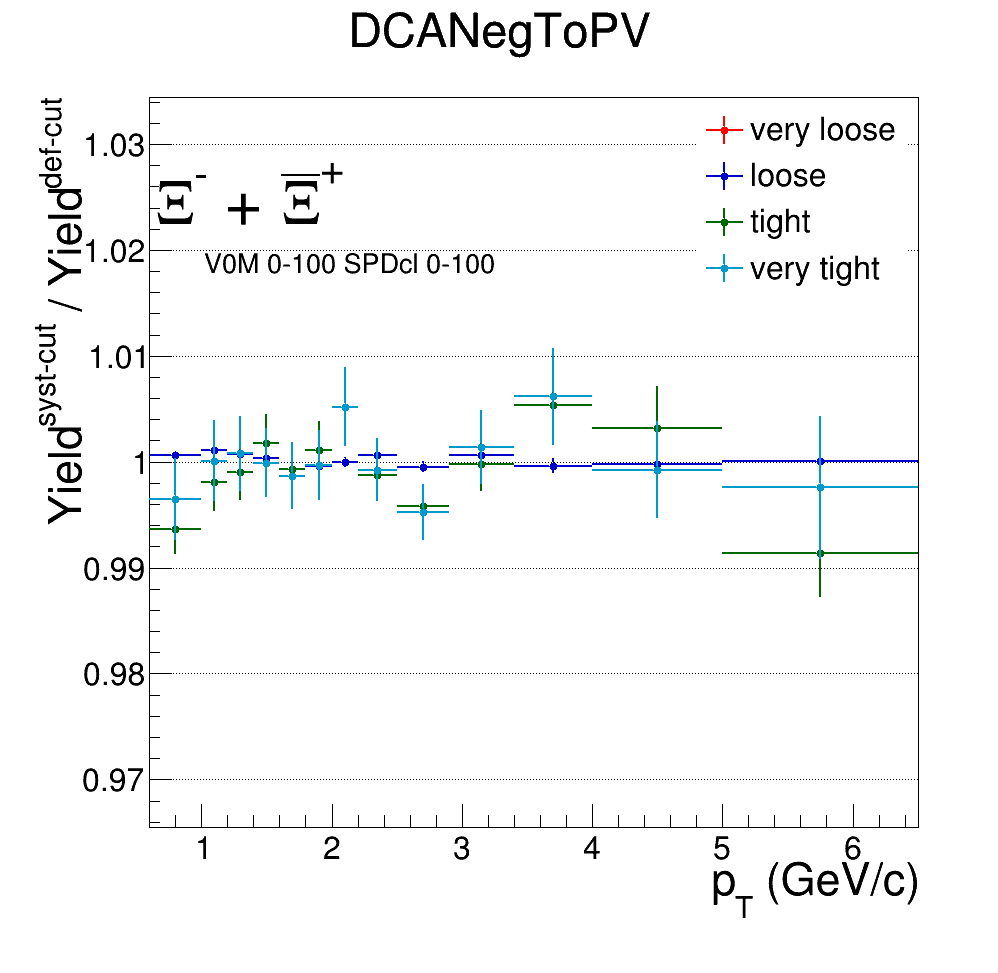 DCANegToPV
Yield^syst-cut / Yield^def-cut
1.03
1.02
1.01
1
0.99
0.98
0.97
Ξ^- + Ξ̅^+
V0M 0-100 SPDcl 0-100
very loose
loose
tight
very tight
1 2 3 4 5 6
p_T (GeV/c)